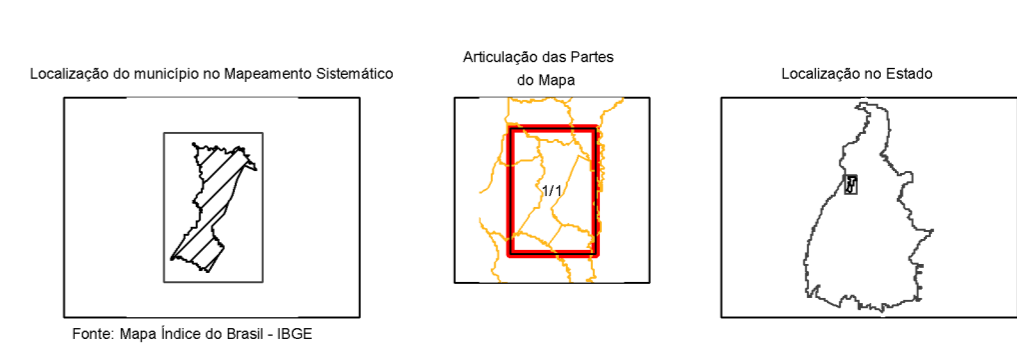 Localização do município no Mapeamento Sistemático
Fonte: Mapa Índice do Brasil - IBGE
Articulação das Partes
do Mapa
1/1
Localização no Estado